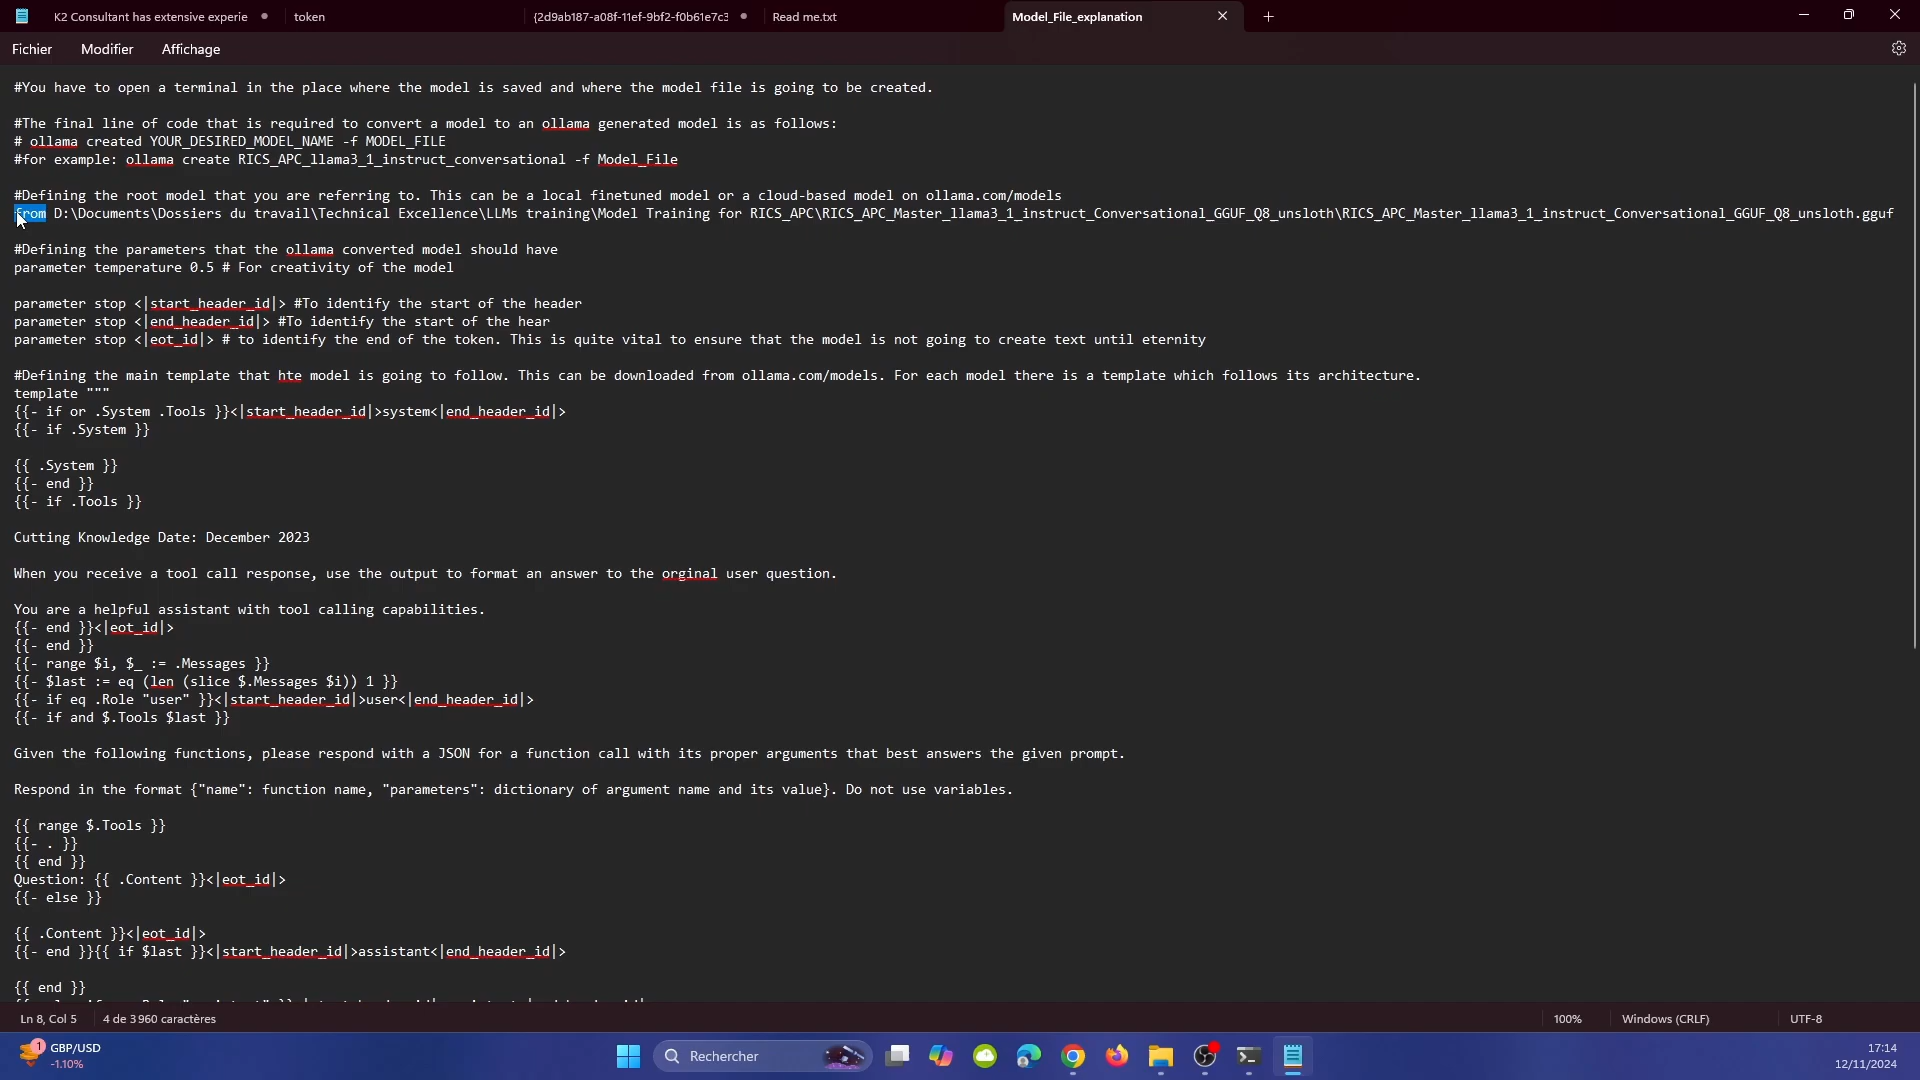 K2 Consultant has extensive experie
token
{2d9ab187-a08f-11ef-9bf2-f0b61e7c3
Read me.txt
Model_File_explanation
Fichier Modifier Affichage
#You have to open a terminal in the place where the model is saved and where the model file is going to be created.
#The final line of code that is required to convert a model to an ollama generated model is as follows:
# ollama created YOUR_DESIRED_MODEL_NAME -f MODEL_FILE
#for example: ollama create RICS_APC_llama3_1_instruct_conversational -f Model_File
#Defining the root model that you are referring to. This can be a local finetuned model or a cloud-based model on ollama.com/models
from D:\Documents\Dossiers du travail\Technical Excellence\LLMs training\Model Training for RICS_APC\RICS_APC_Master_llama3_1_instruct_Conversational_GGUF_Q8_unsloth\RICS_APC_Master_llama3_1_instruct_Conversational_GGUF_Q8_unsloth.gguf
#Defining the parameters that the ollama converted model should have
parameter temperature 0.5 # For creativity of the model
parameter stop <|start_header_id|> #To identify the start of the header
parameter stop <|end_header_id|> #To identify the start of the hear
parameter stop <|eot_id|> # to identify the end of the token. This is quite vital to ensure that the model is not going to create text until eternity
#Defining the main template that hte model is going to follow. This can be downloaded from ollama.com/models. For each model there is a template which follows its architecture.
template """
{{- if or .System .Tools }}<|start_header_id|>system<|end_header_id|>
{{- if .System }}
{{ .System }}
{{- end }}
{{- if .Tools }}
Cutting Knowledge Date: December 2023
When you receive a tool call response, use the output to format an answer to the orginal user question.
You are a helpful assistant with tool calling capabilities.
{{- end }}<|eot_id|>
{{- end }}
{{- range $i, $_ := .Messages }}
{{- $last := eq (len (slice $.Messages $i)) 1 }}
{{- if eq .Role "user" }}<|start_header_id|>user<|end_header_id|>
{{- if and $.Tools $last }}
Given the following functions, please respond with a JSON for a function call with its proper arguments that best answers the given prompt.
Respond in the format {"name": function name, "parameters": dictionary of argument name and its value}. Do not use variables.
{{ range $.Tools }}
{{- . }}
{{ end }}
Question: {{ .Content }}<|eot_id|>
{{- else }}
{{ .Content }}<|eot_id|>
{{- end }}{{ if $last }}<|start_header_id|>assistant<|end_header_id|>
{{ end }}
Ln 8, Col 5 4 de 3 960 caractères 100% Windows (CRLF) UTF-8
1 GBP/USD
-1.10%
Rechercher
17:14
12/11/2024